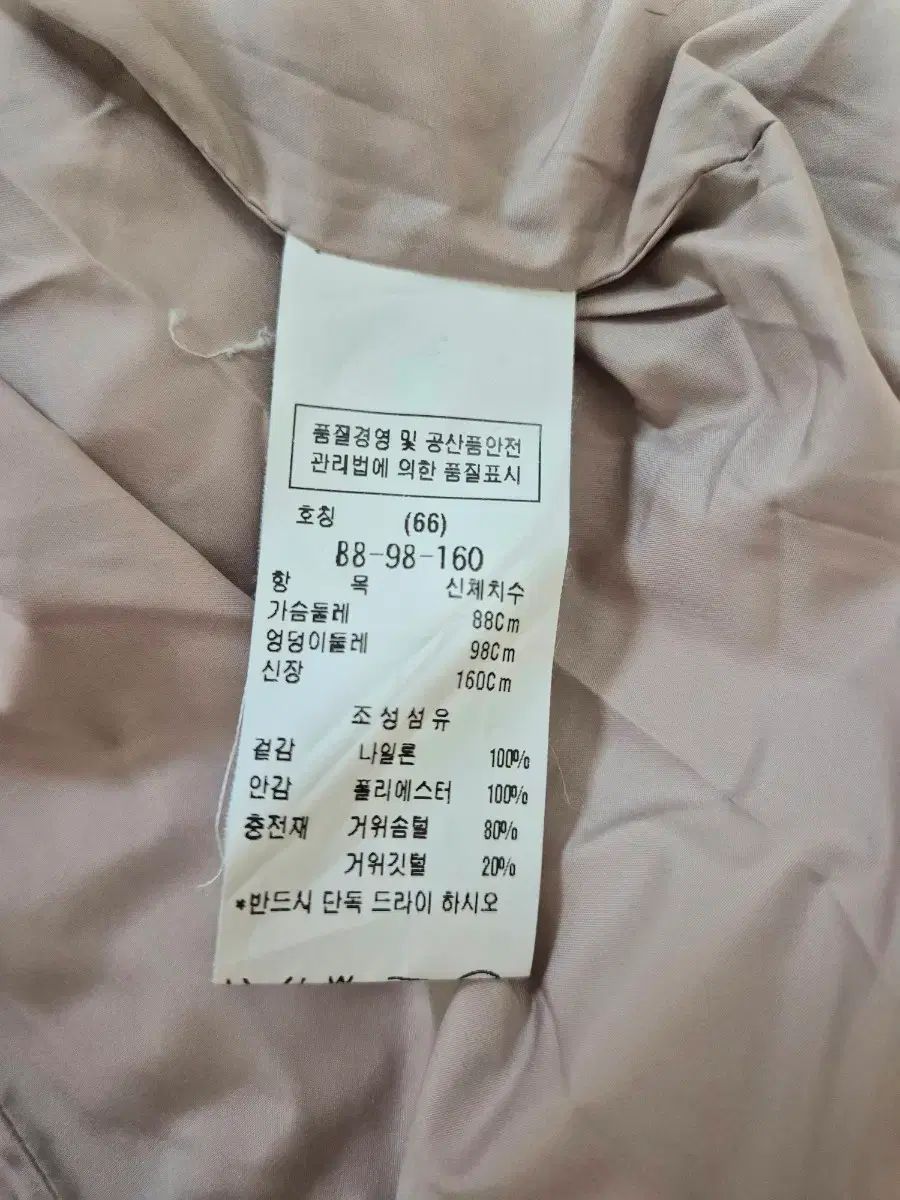 품질경영 및 공산품안전
관리법에 의한 품질표시
호칭 (66)
88-98-160
항 목 신체치수
가슴둘레 88Cm
엉덩이둘레 98Cm
신장 160Cm
조성섬유
겉감 나일론 100%
안감 폴리에스터 100%
충전재 거위솜털 80%
거위깃털 20%
*반드시 단독 드라이 하시오